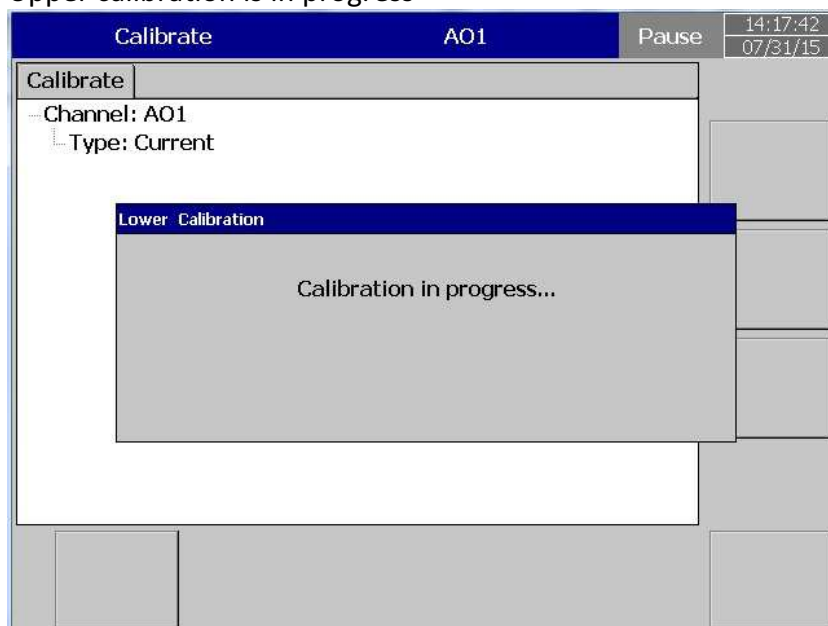 Upper calibration is in progress
Calibrate AO1 Pause 14:17:42
07/31/15
Calibrate
Channel: AO1
Type: Current
Lower Calibration
Calibration in progress...